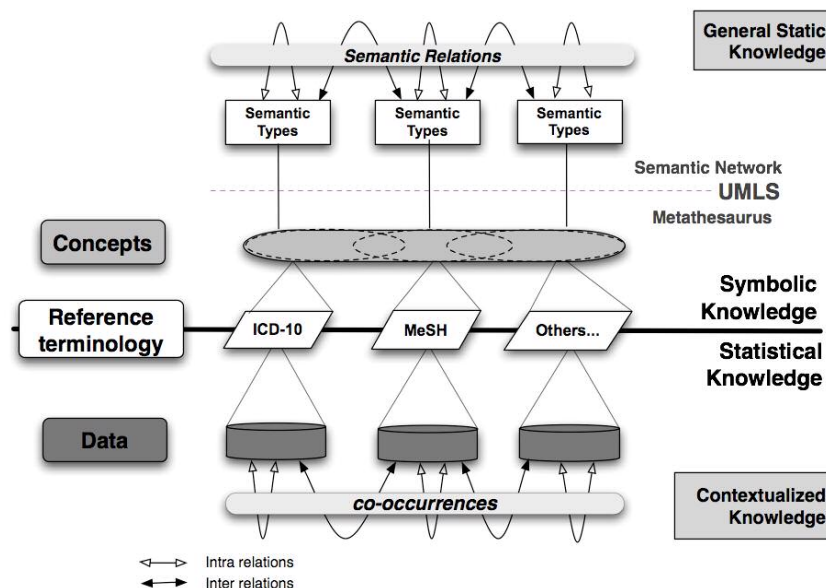 General Static
Knowledge
Semantic Relations
Semantic
Types
Semantic
Types
Semantic
Types
Semantic Network
UMLS
Metathesaurus
Concepts
Symbolic
Knowledge
Reference
terminology
ICD-10
MeSH
Others...
Statistical
Knowledge
Data
co-occurrences
Contextualized
Knowledge
Intra relations
Inter relations